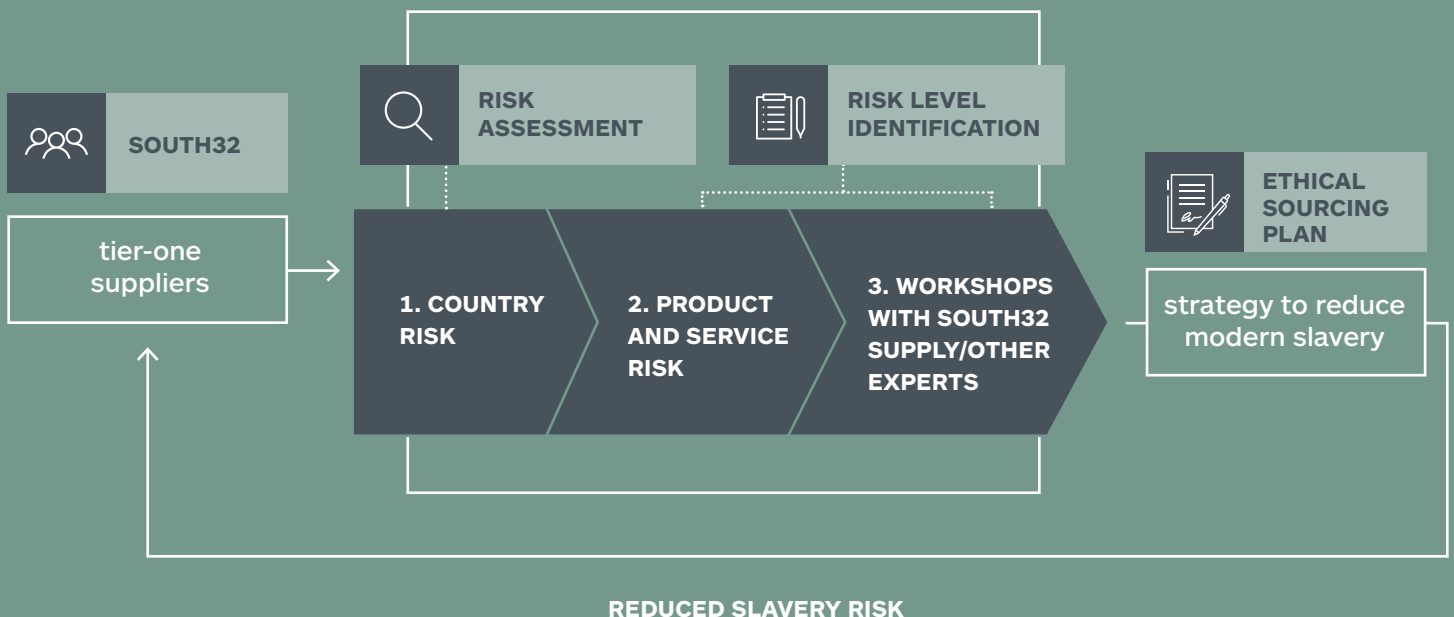 SOUTH32
tier-one
suppliers
RISK
ASSESSMENT
RISK LEVEL
IDENTIFICATION
1. COUNTRY
RISK
2. PRODUCT
AND SERVICE
RISK
3. WORKSHOPS
WITH SOUTH32
SUPPLY/OTHER
EXPERTS
ETHICAL
SOURCING
PLAN
strategy to reduce
modern slavery
REDUCED SLAVERY RISK